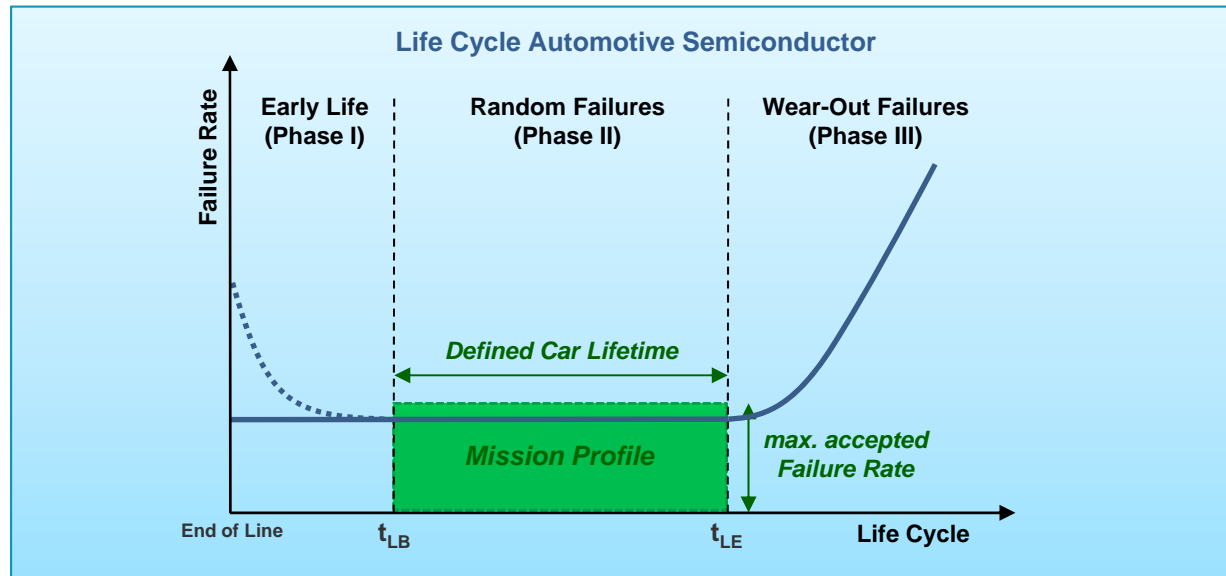 Life Cycle Automotive Semiconductor
Failure Rate
Early Life
(Phase I)
Random Failures
(Phase II)
Wear-Out Failures
(Phase III)
Defined Car Lifetime
Mission Profile
max. accepted
Failure Rate
End of Line
tLB
tLE
Life Cycle